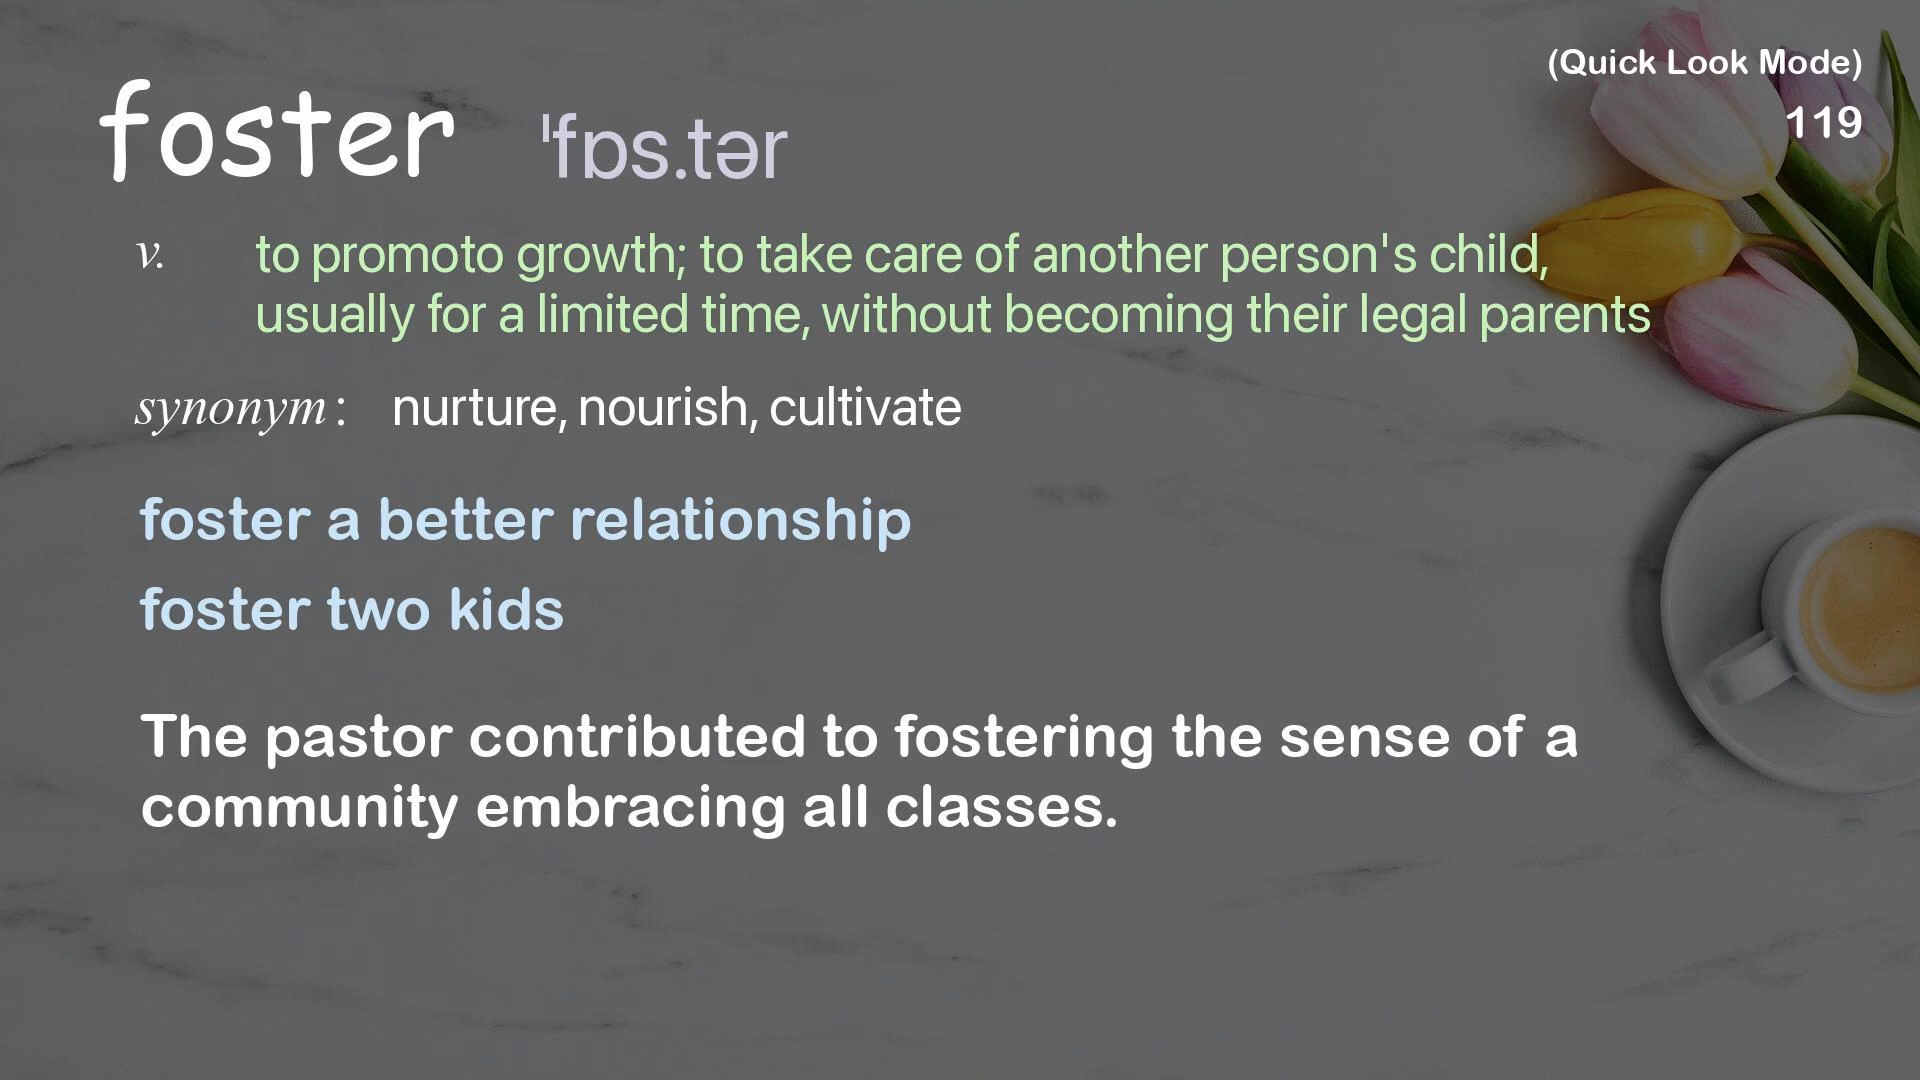 (Quick Look Mode)
119
foster ˈfɒs.tər
v. to promoto growth; to take care of another person's child,
usually for a limited time, without becoming their legal parents
synonym: nurture, nourish, cultivate
foster a better relationship
foster two kids
The pastor contributed to fostering the sense of a
community embracing all classes.